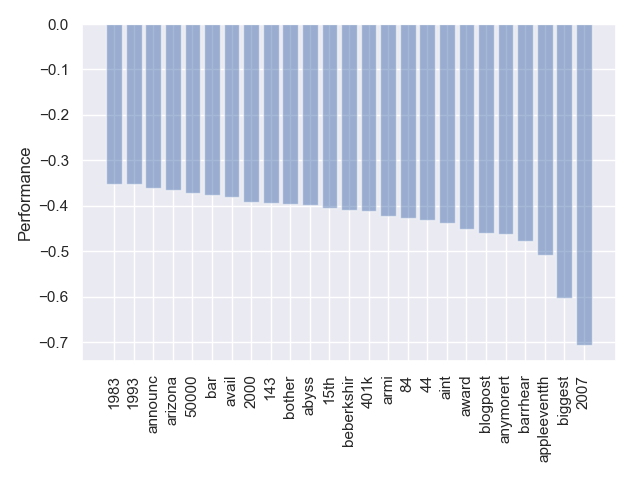 0.0
−0.1
−0.2
−0.3
−0.4
−0.5
−0.6
−0.7
Performance
1983
1993
announc
arizona
50000
bar
avail
2000
143
bother
abyss
15th
beberkshir
401k
armi
84
44
aint
award
blogpost
anymorert
barrhear
appleeventth
biggest
2007